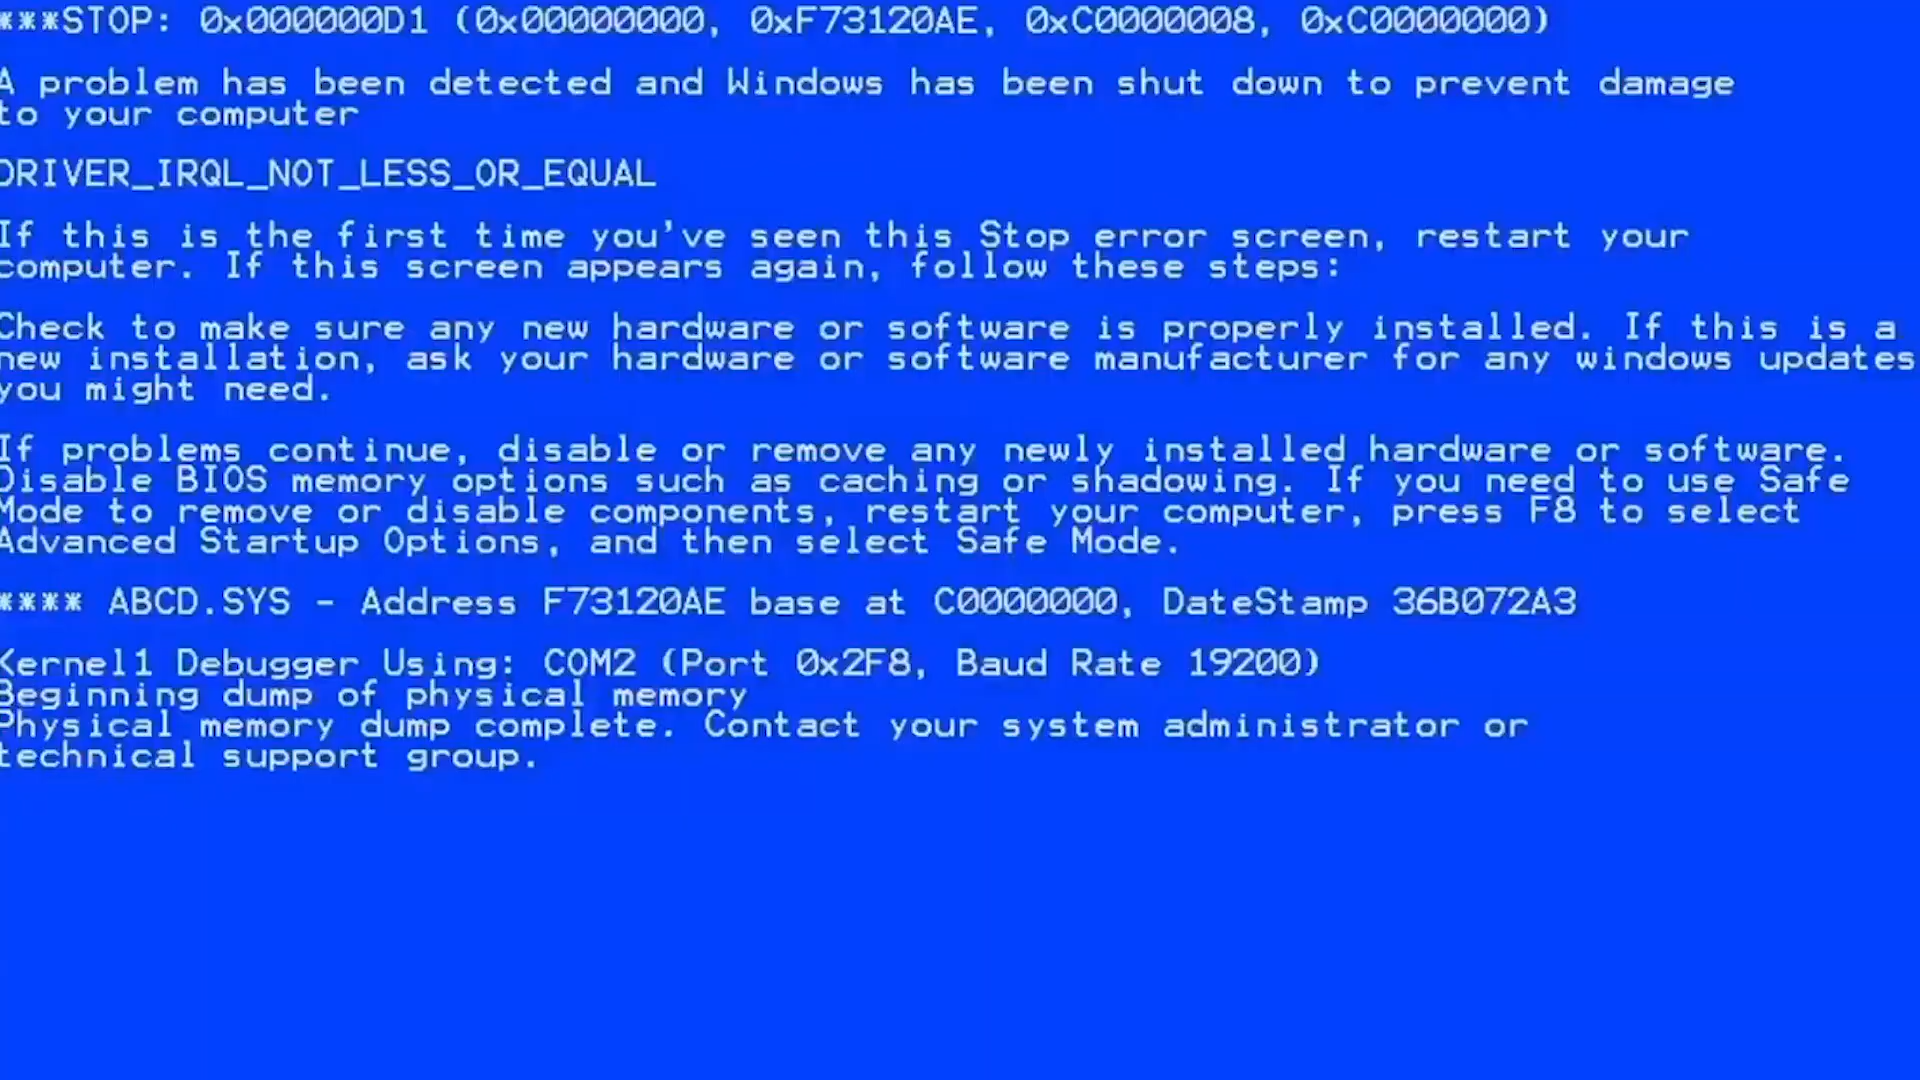 ***STOP: 0x000000D1 (0x00000000, 0xF73120AE, 0xC0000008, 0xC0000000)
A problem has been detected and Windows has been shut down to prevent damage
to your computer
DRIVER_IRQL_NOT_LESS_OR_EQUAL
If this is the first time you've seen this Stop error screen, restart your
computer. If this screen appears again, follow these steps:
Check to make sure any new hardware or software is properly installed. If this is a
new installation, ask your hardware or software manufacturer for any windows updates
you might need.
If problems continue, disable or remove any newly installed hardware or software.
Disable BIOS memory options such as caching or shadowing. If you need to use Safe
Mode to remove or disable components, restart your computer, press F8 to select
Advanced Startup Options, and then select Safe Mode.
**** ABCD.SYS - Address F73120AE base at C0000000, DateStamp 36B072A3
Kernel1 Debugger Using: COM2 (Port 0x2F8, Baud Rate 19200)
Beginning dump of physical memory
Physical memory dump complete. Contact your system administrator or
technical support group.